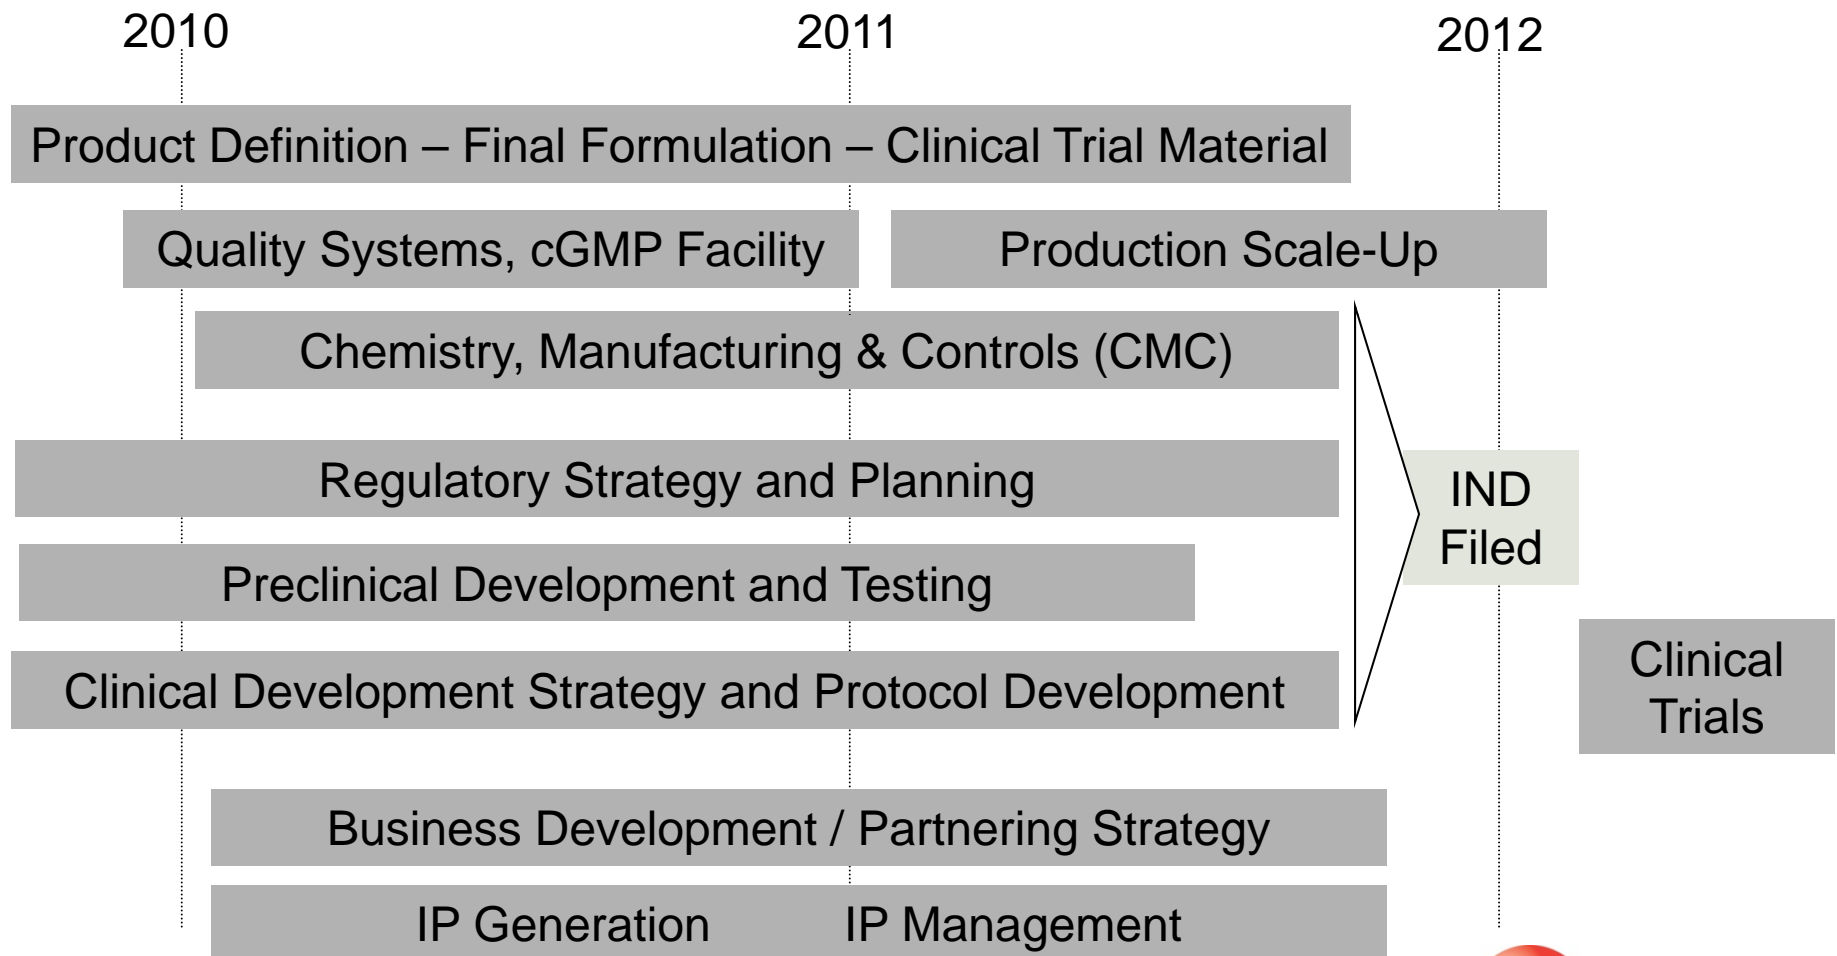 2010
2011
2012
Product Definition – Final Formulation – Clinical Trial Material
Quality Systems, cGMP Facility
Production Scale-Up
Chemistry, Manufacturing & Controls (CMC)
Regulatory Strategy and Planning
IND
Filed
Preclinical Development and Testing
Clinical
Trials
Clinical Development Strategy and Protocol Development
Business Development / Partnering Strategy
IP Generation
IP Management